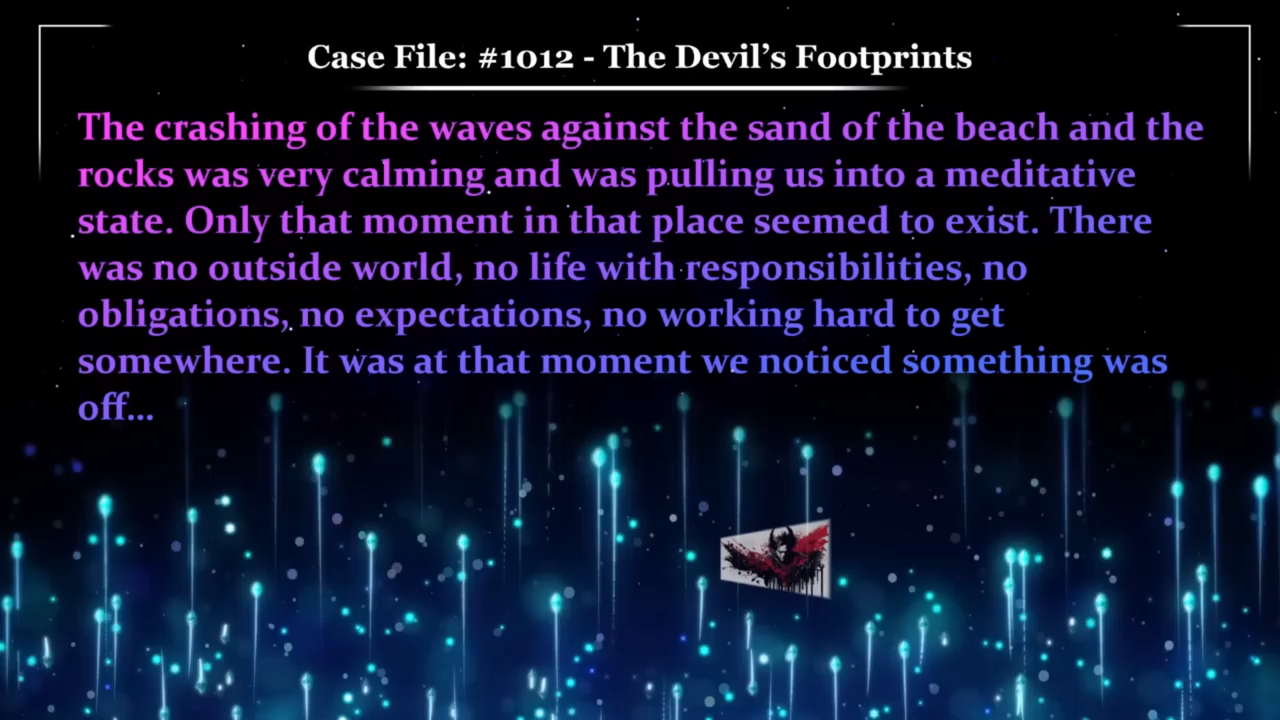 Case File: #1012 - The Devil’s Footprints
The crashing of the waves against the sand of the beach and the
rocks was very calming and was pulling us into a meditative
state. Only that moment in that place seemed to exist. There
was no outside world, no life with responsibilities, no
obligations, no expectations, no working hard to get
somewhere. It was at that moment we noticed something was
off...